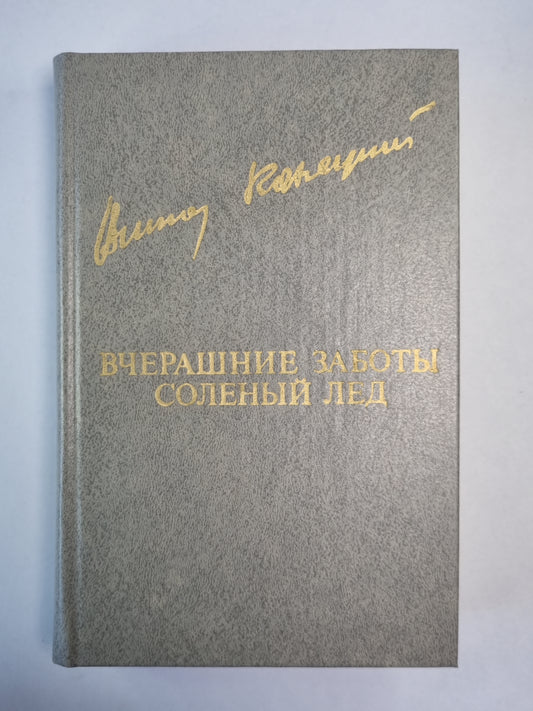 Виктор Конецкий
ВЧЕРАШНИЕ ЗАБОТЫ
СОЛЕНЫЙ ЛЕД